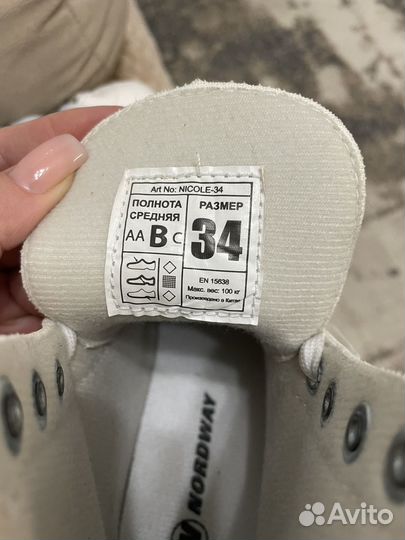 Art No: NICOLE-34
ПОЛНОТА
СРЕДНЯЯ
AA B C
РАЗМЕР
34
EN 15638
Макс. вес: 100 кг
Произведено в Китае
NORDWAY
Avito